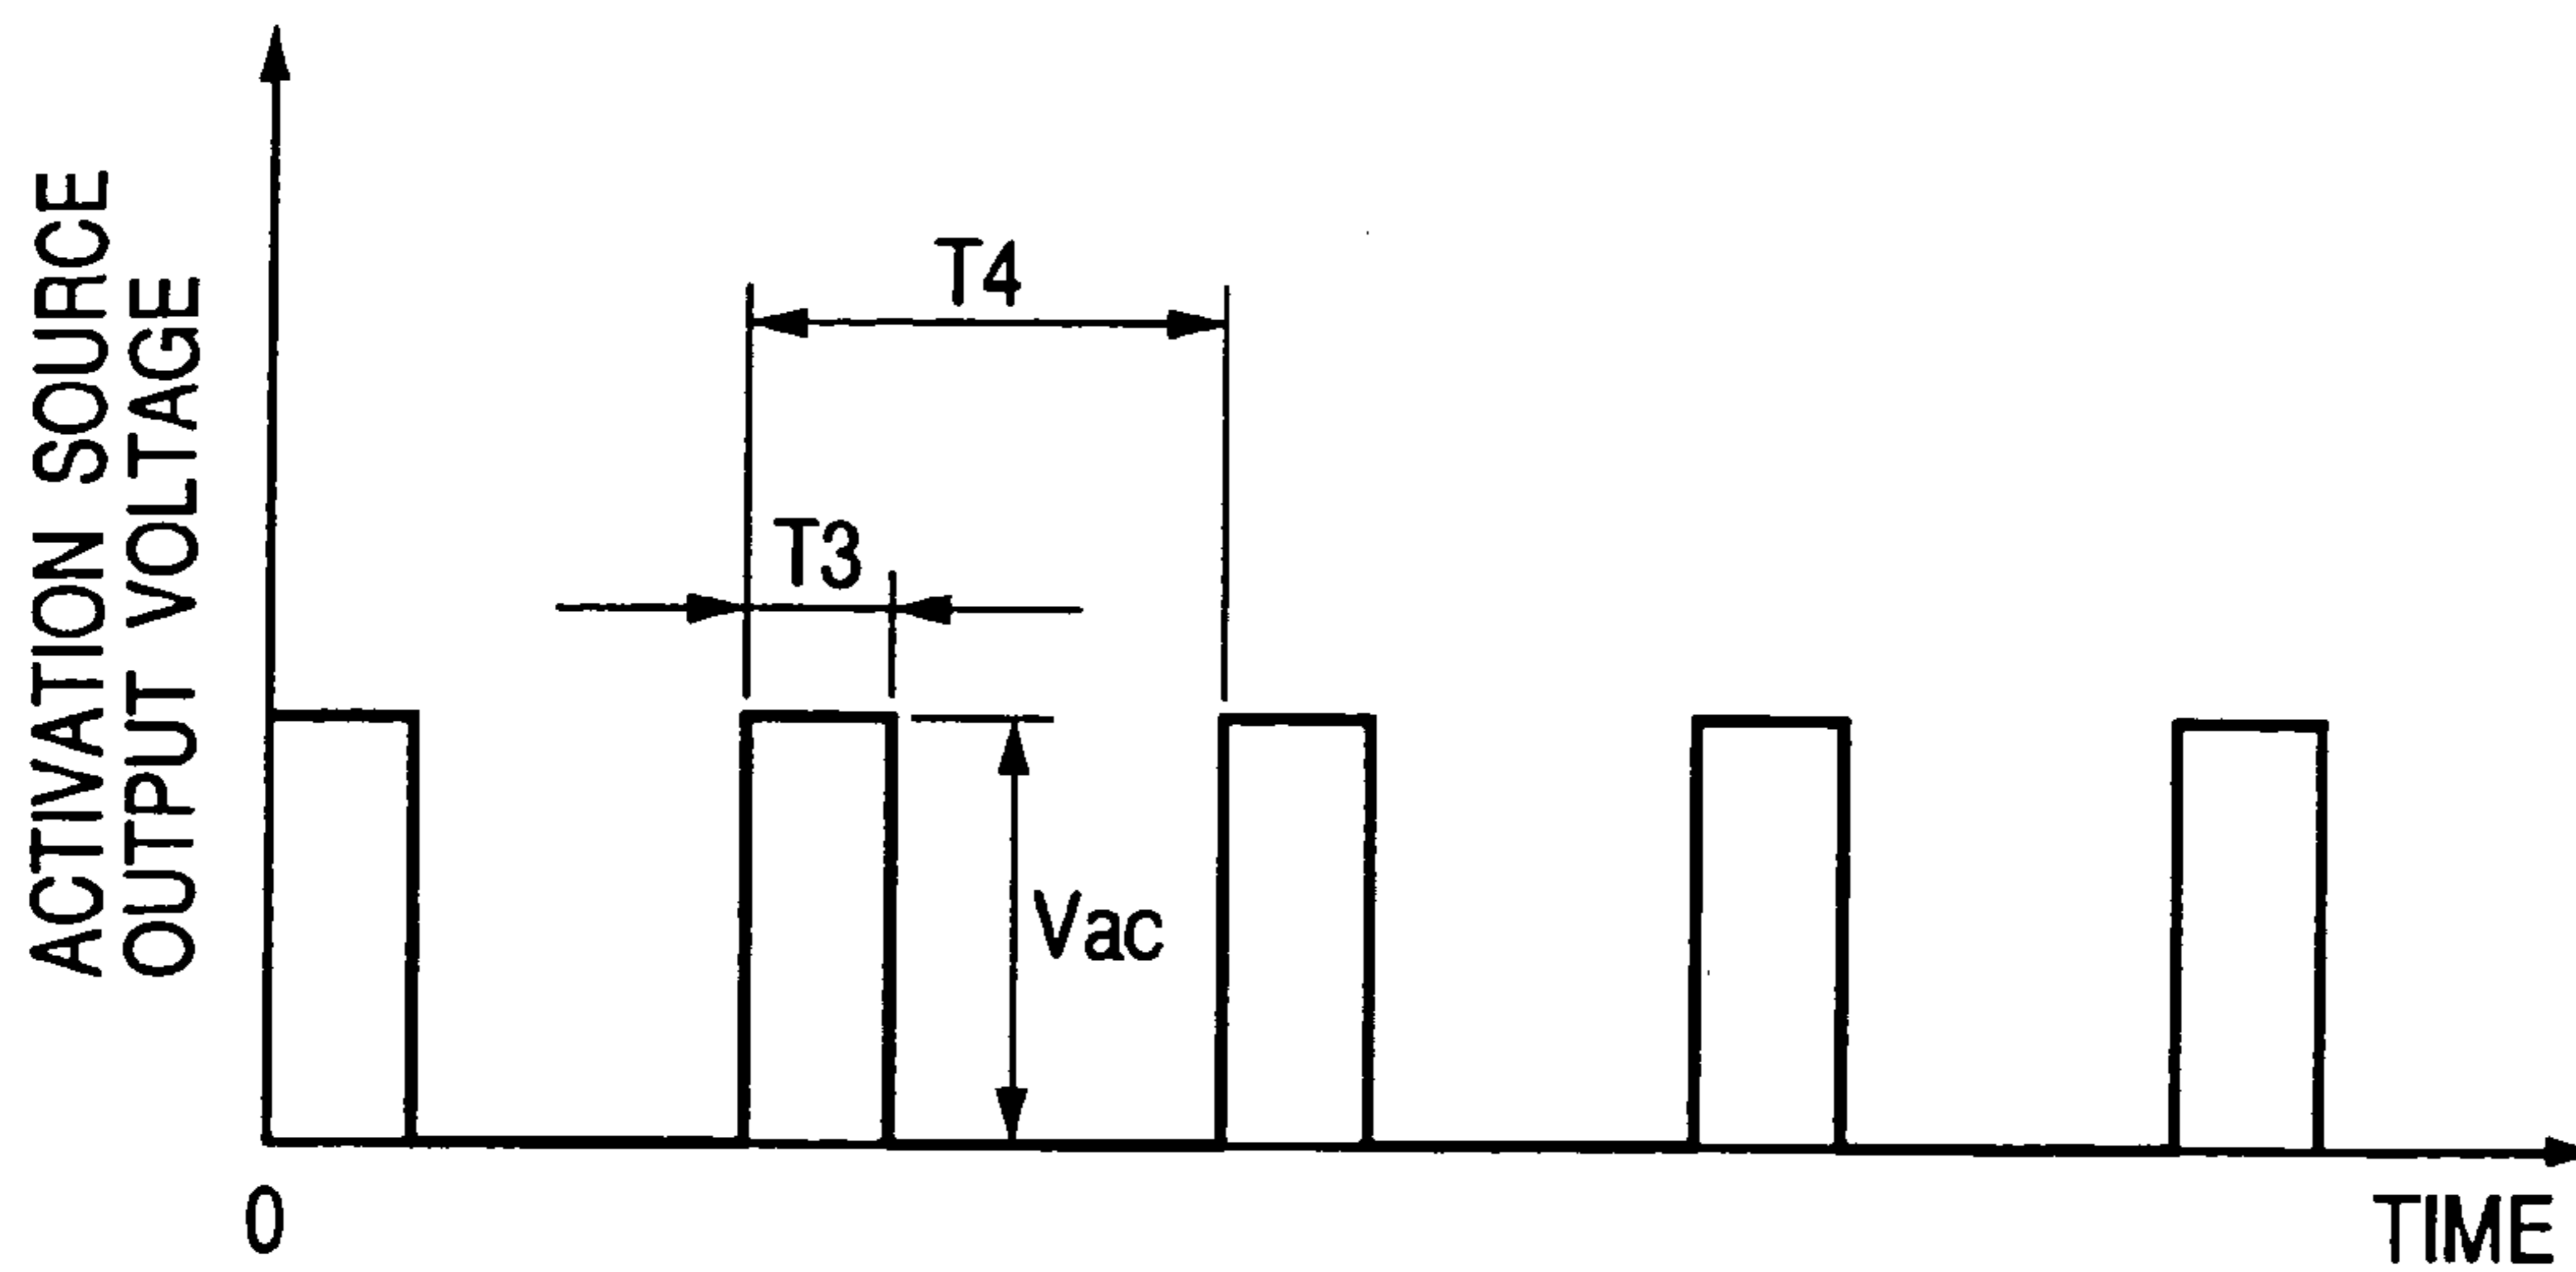 ACTIVATION SOURCE
OUTPUT VOLTAGE
T4
T3
Vac
0
TIME